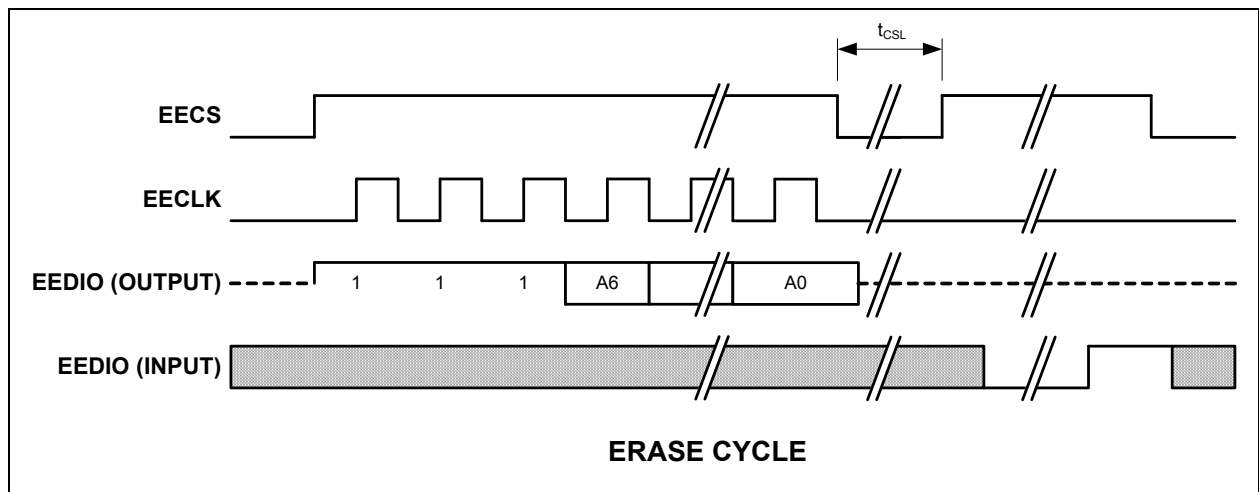 tCSL
EECS
EECLK
EEDIO (OUTPUT)
1 1 1 A6 A0
EEDIO (INPUT)
ERASE CYCLE